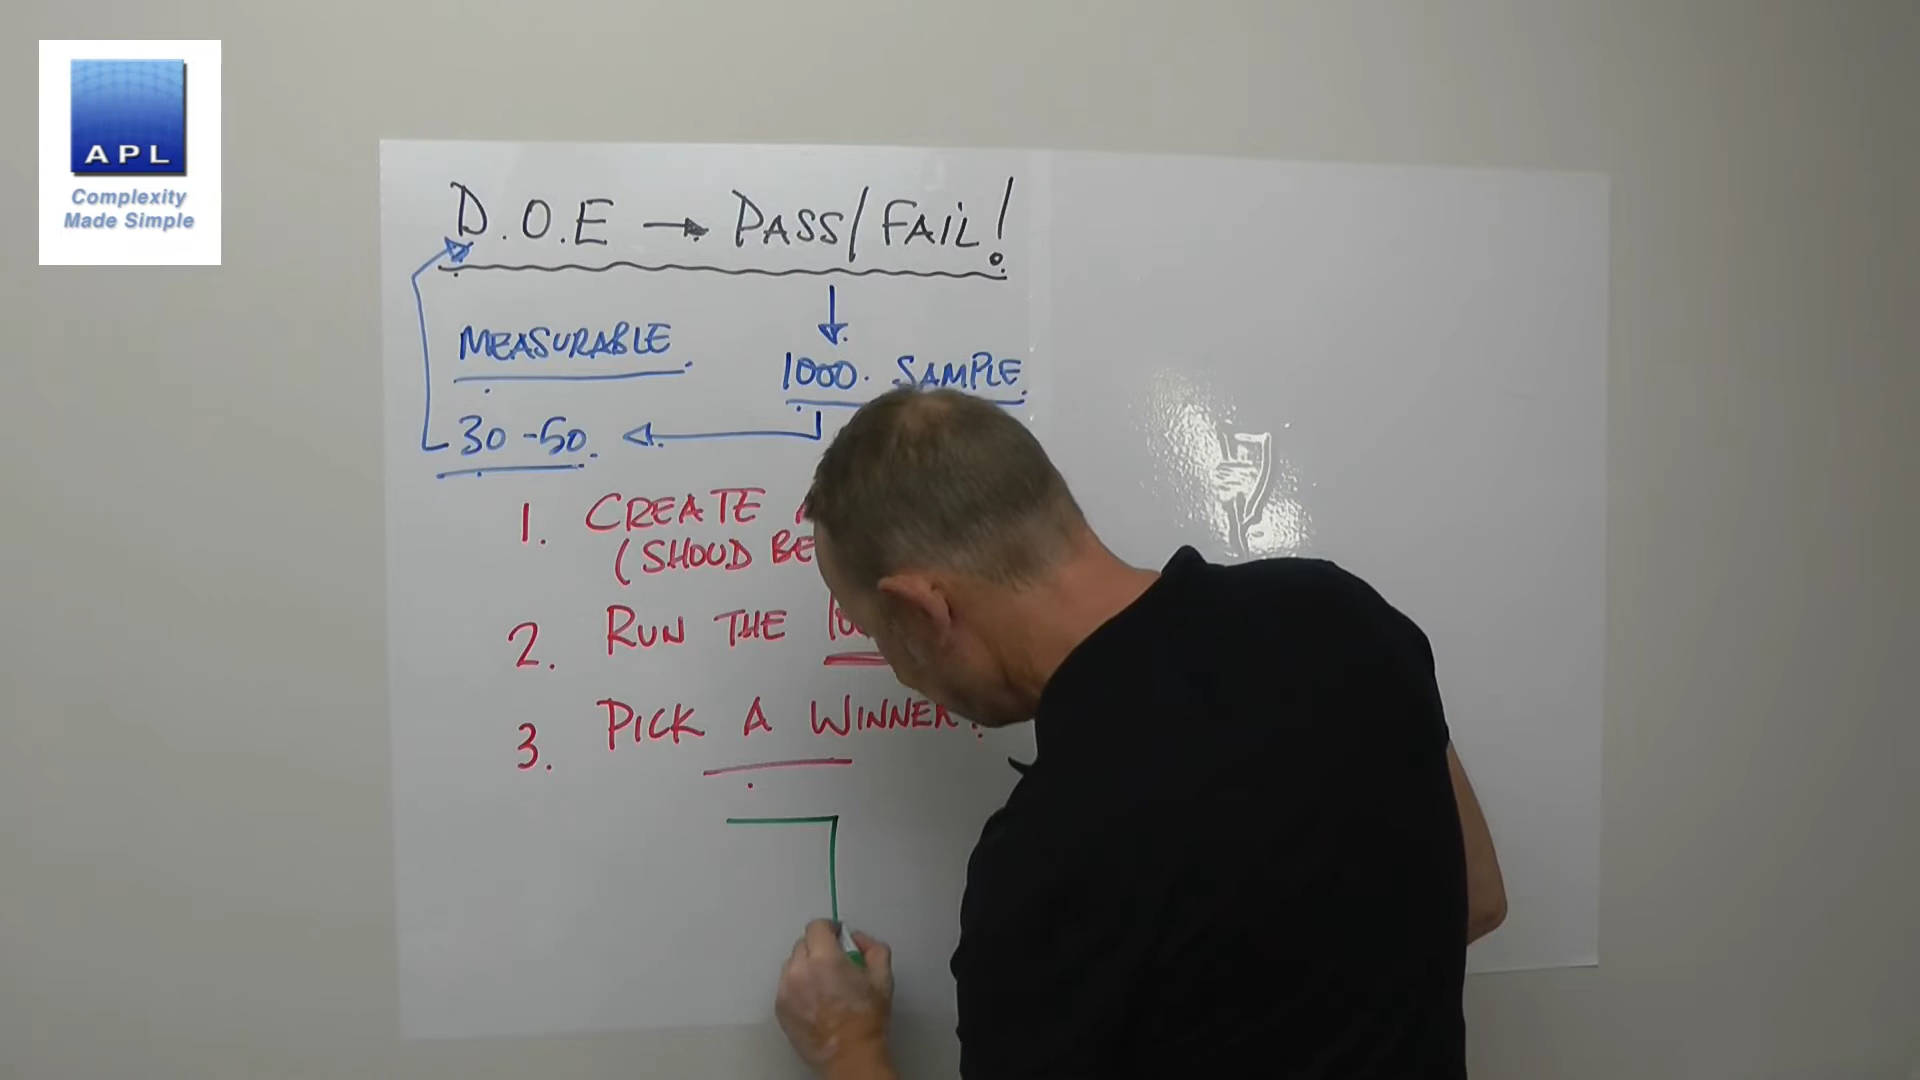 APL
Complexity
Made Simple
D.O.E → PASS/FAIL!
MEASURABLE
1000. SAMPLE
30-50
1. CREATE
(SHOUD BE
2. RUN THE
3. PICK A WINNER!